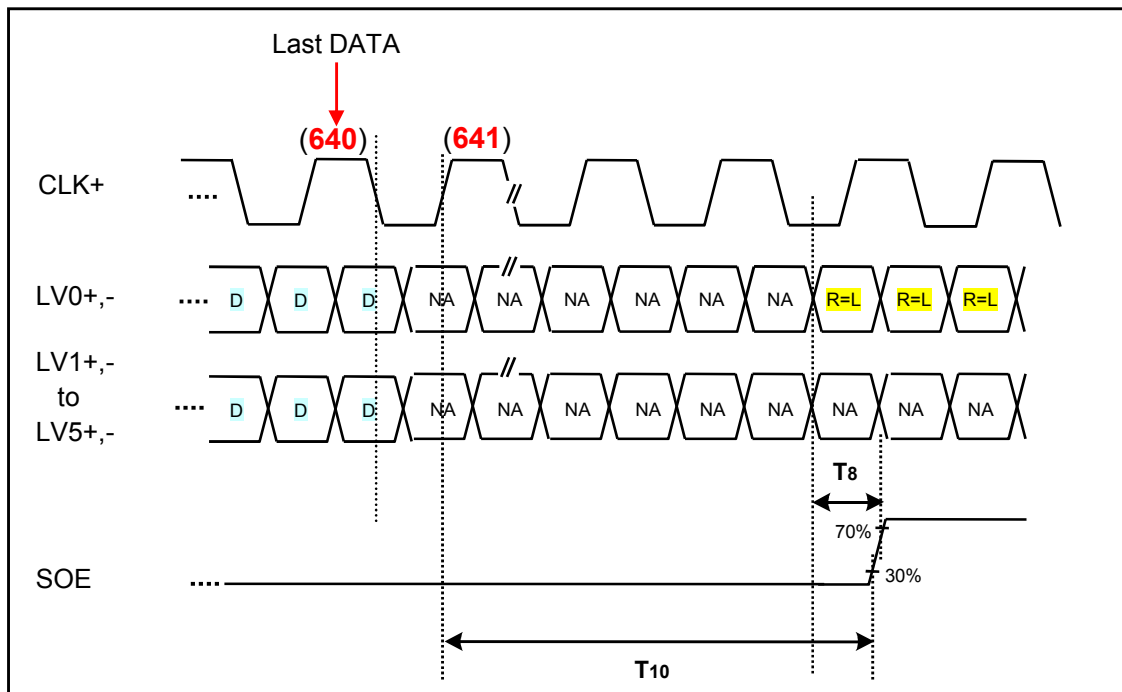 Last DATA
(640) (641)
CLK+ ....
LV0+,- .... D D D NA NA NA NA NA NA R=L R=L R=L
LV1+,-
to
LV5+,-
.... D D D NA NA NA NA NA NA NA NA NA
T8
70%
30%
SOE ....
T10